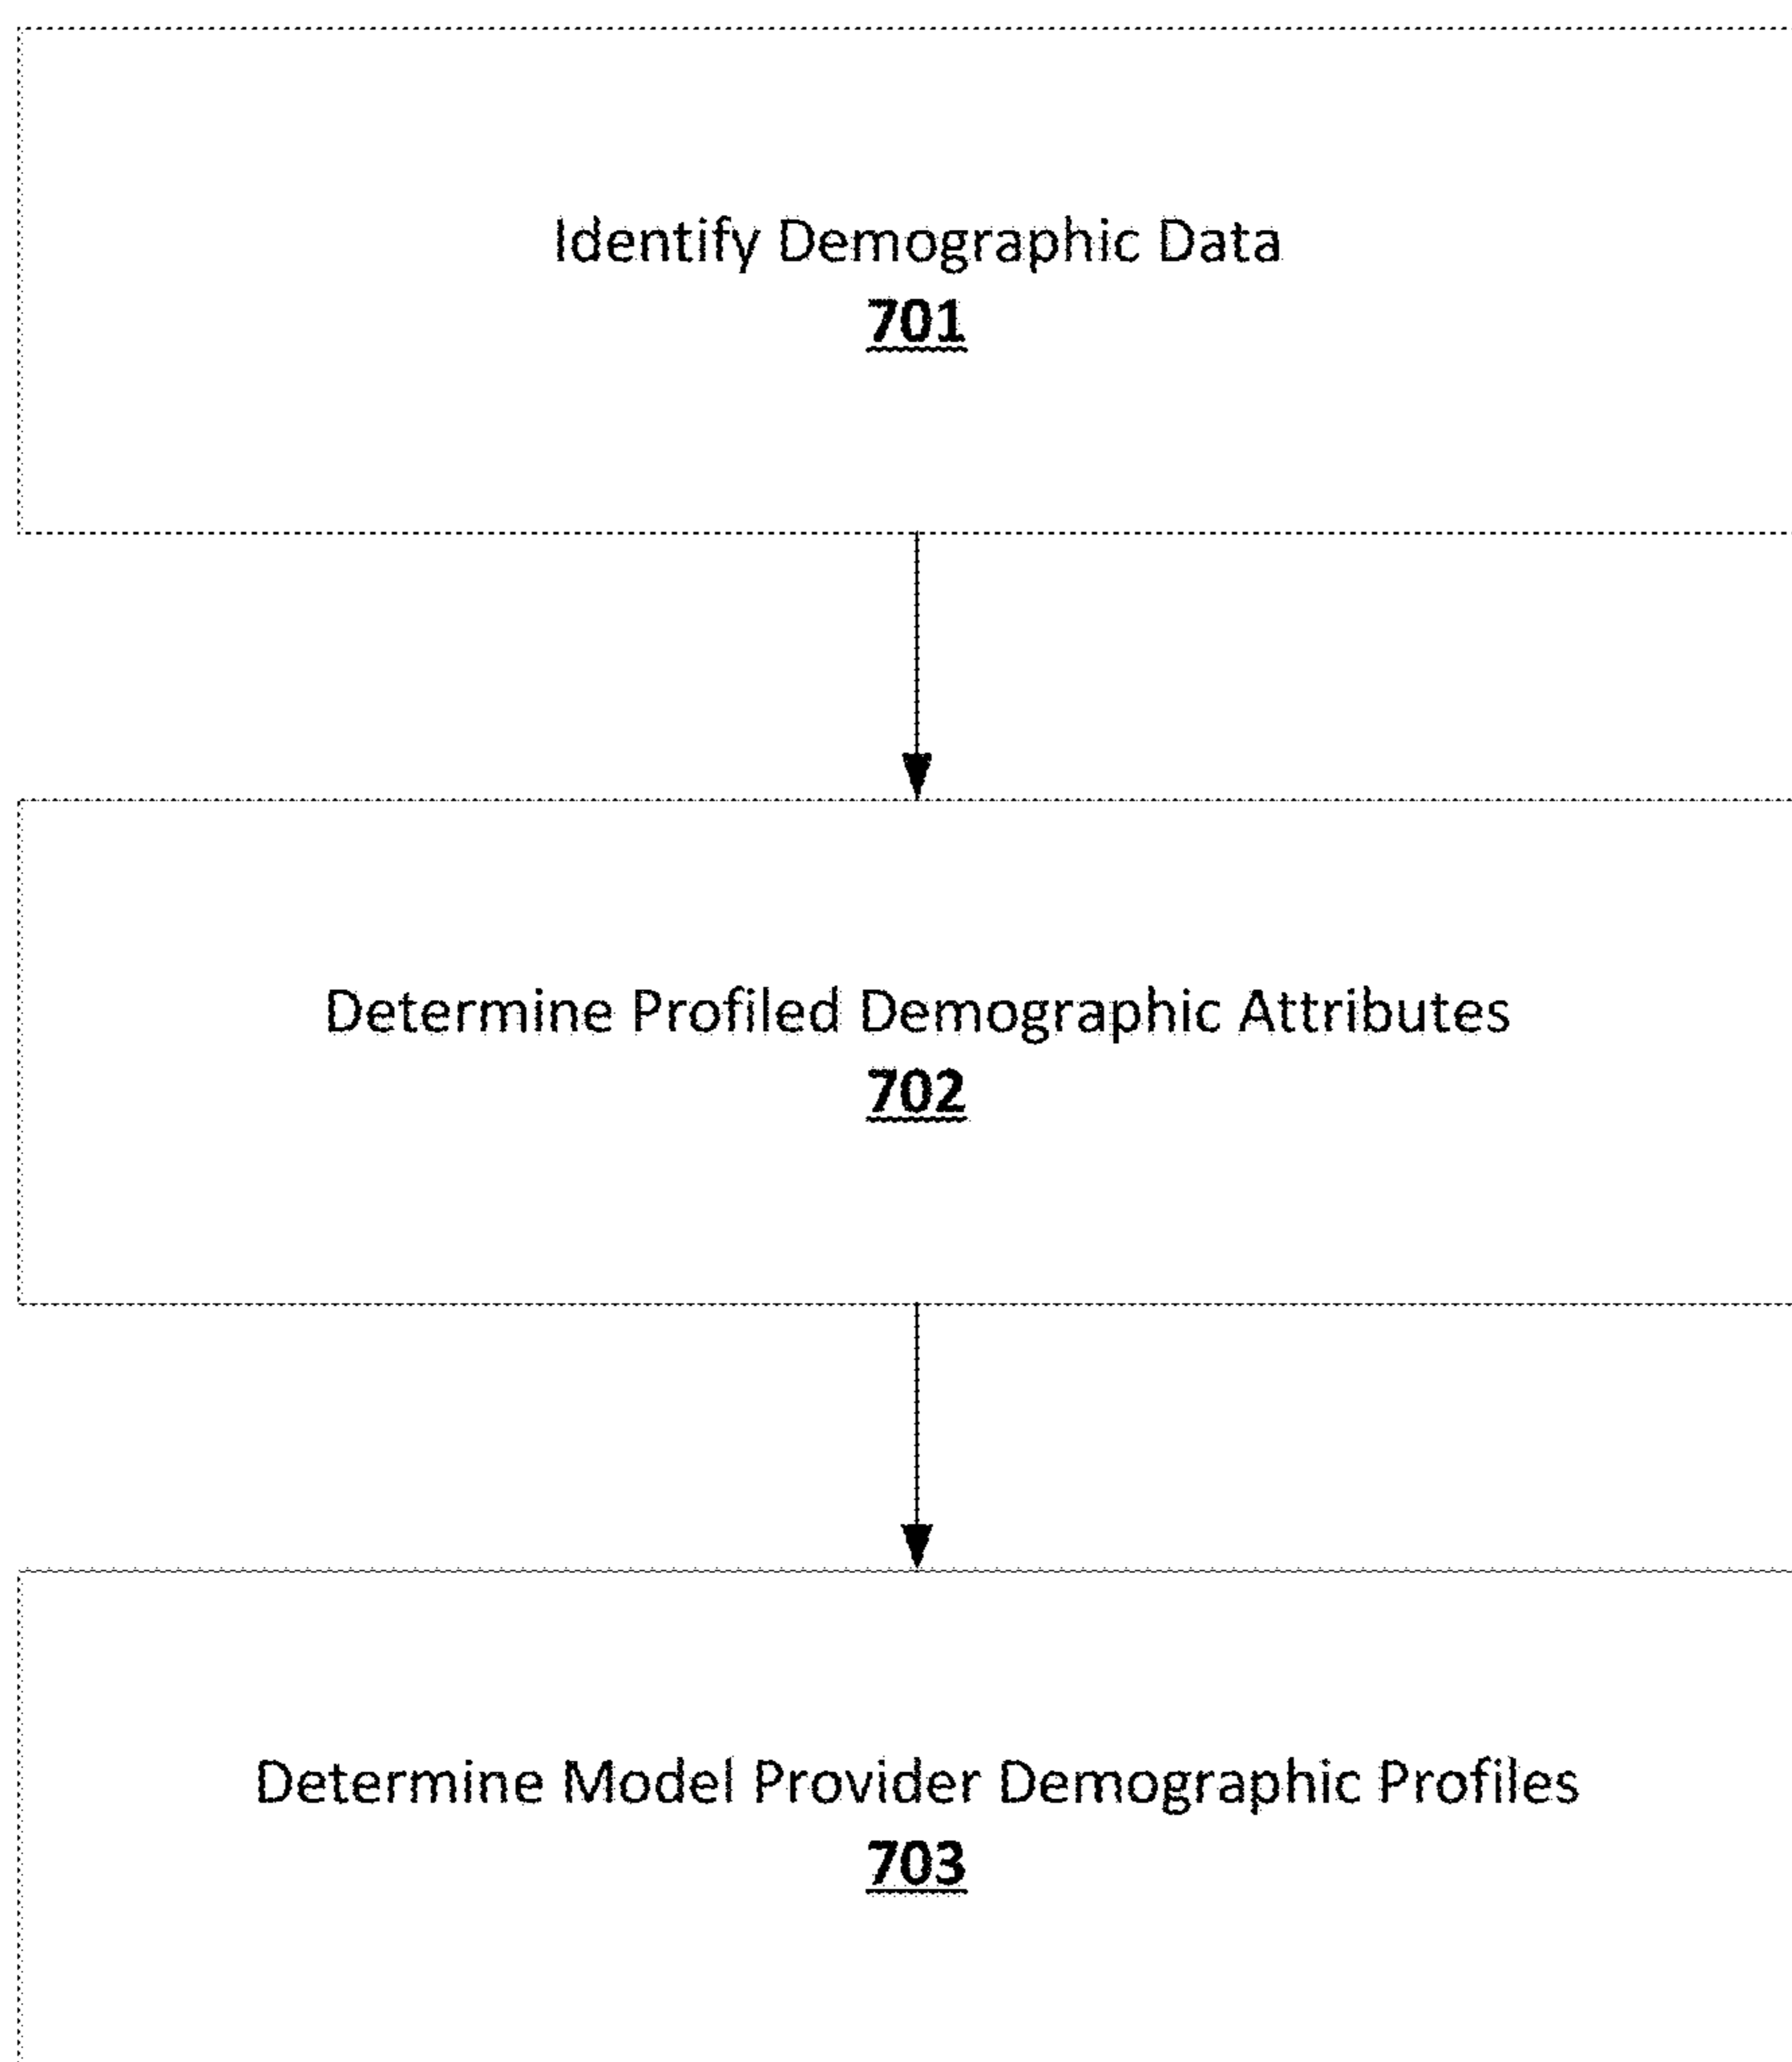 Identify Demographic Data
701
Determine Profiled Demographic Attributes
702
Determine Model Provider Demographic Profiles
703